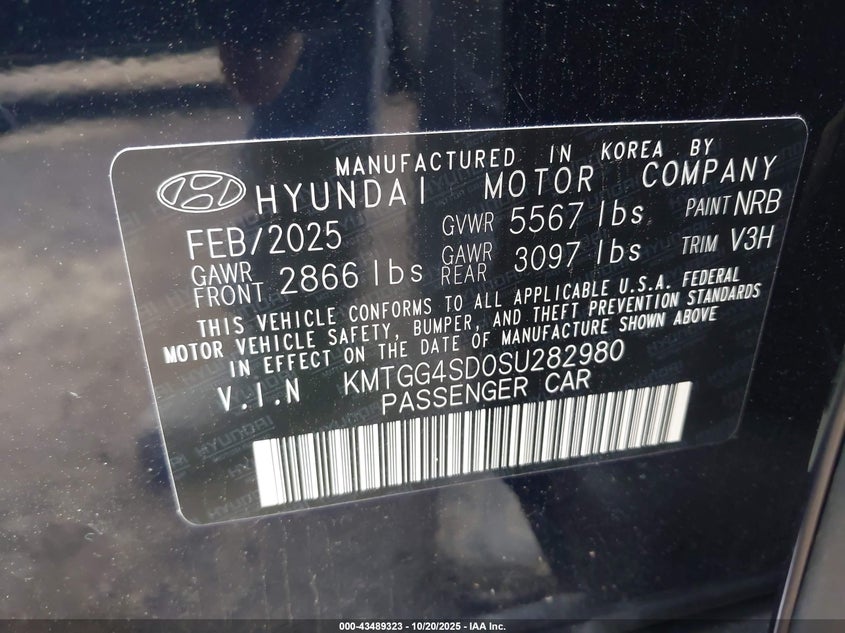 MANUFACTURED IN KOREA BY
HYUNDAI MOTOR COMPANY
FEB/2025 GVWR 5567 lbs PAINT NRB
GAWR FRONT 2866 lbs GAWR REAR 3097 lbs TRIM V3H
THIS VEHICLE CONFORMS TO ALL APPLICABLE U.S.A. FEDERAL
MOTOR VEHICLE SAFETY, BUMPER, AND THEFT PREVENTION STANDARDS
IN EFFECT ON THE DATE OF MANUFACTURE SHOWN ABOVE
V.I.N KMTGG4SD0SU282980
PASSENGER CAR
000-43489323 | 10/20/2025 - IAA Inc.